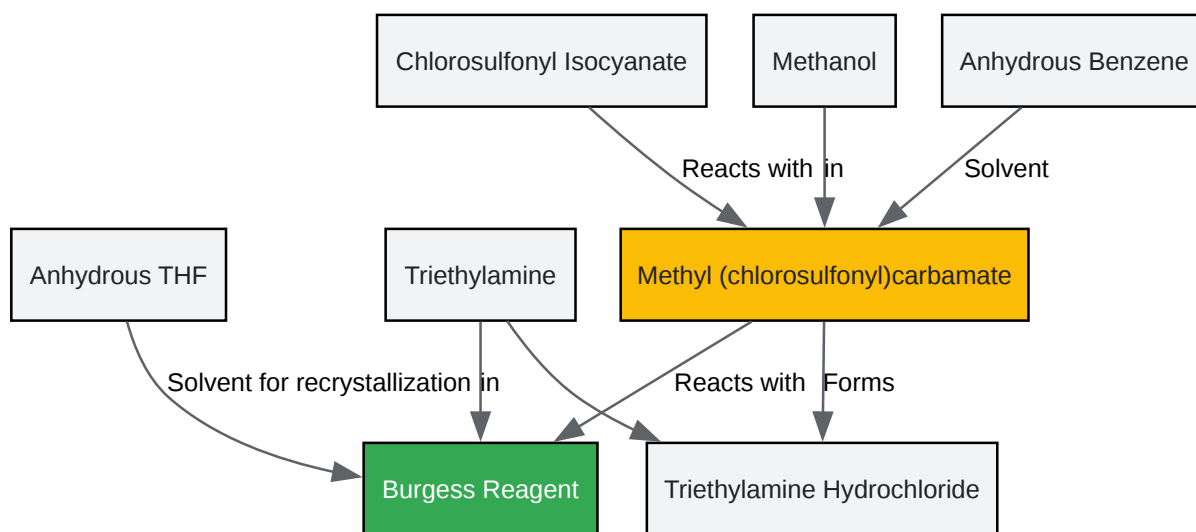 Chlorosulfonyl Isocyanate
Methanol
Anhydrous Benzene
Reacts with
in
Solvent
Anhydrous THF
Triethylamine
Methyl (chlorosulfonyl)carbamate
Solvent for recrystallization
in
Reacts with
Forms
Burgess Reagent
Triethylamine Hydrochloride